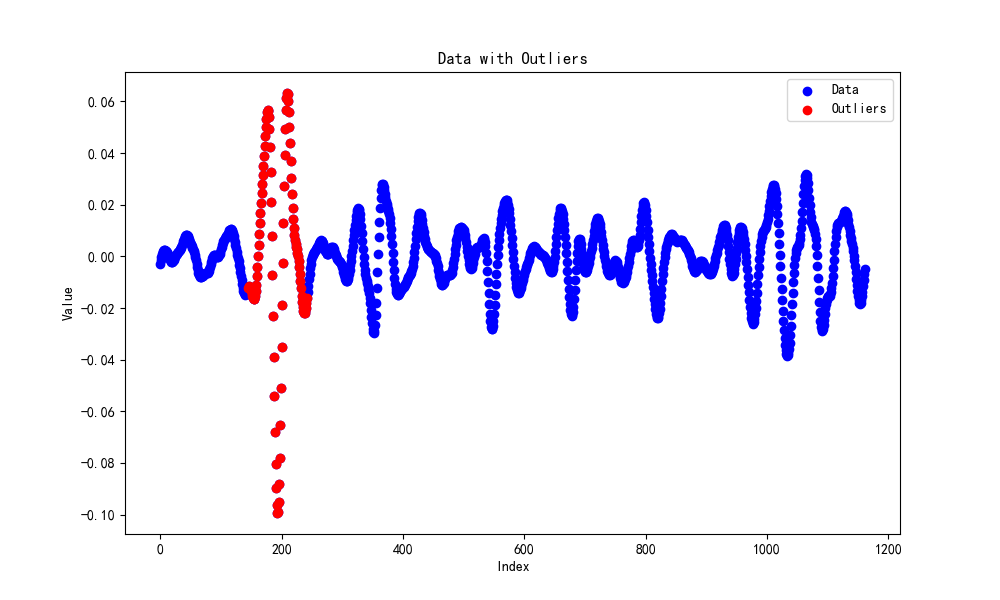 Data with Outliers
Data
Outliers
0.06
0.04
0.02
0.00
-0.02
-0.04
-0.06
-0.08
-0.10
Value
0 200 400 600 800 1000 1200
Index